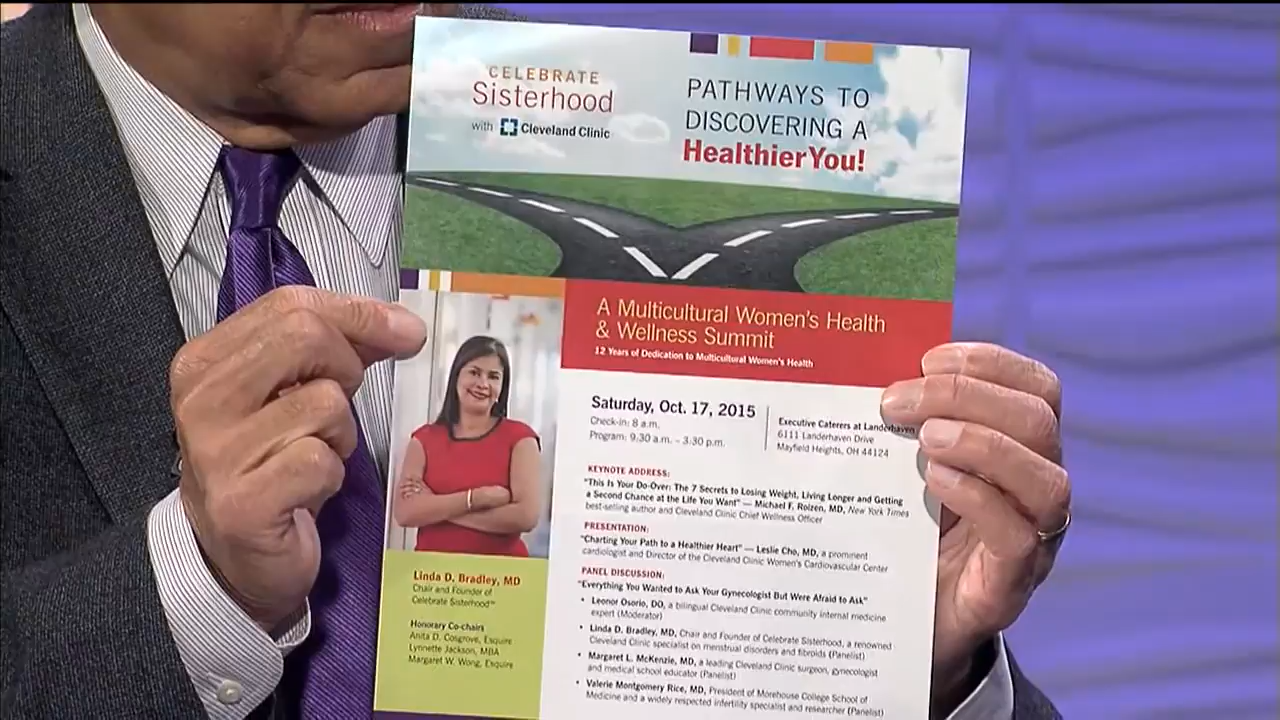 CELEBRATE
Sisterhood
with Cleveland Clinic
PATHWAYS TO
DISCOVERING A
HealthierYou!
A Multicultural Women's Health
& Wellness Summit
12 Years of Dedication to Multicultural Women's Health
Saturday, Oct. 17, 2015
Check-in: 8 a.m.
Program: 9:30 a.m. – 3:30 p.m.
Executive Caterers at Landerhaven
6111 Landerhaven Drive
Mayfield Heights, OH 44124
KEYNOTE ADDRESS:
"This Is Your Do-Over: The 7 Secrets to Losing Weight, Living Longer and Getting
a Second Chance at the Life You Want" — Michael F. Roizen, MD, New York Times
best-selling author and Cleveland Clinic Chief Wellness Officer
PRESENTATION:
"Charting Your Path to a Healthier Heart" — Leslie Cho, MD, a prominent
cardiologist and Director of the Cleveland Clinic Women's Cardiovascular Center
PANEL DISCUSSION:
"Everything You Wanted to Ask Your Gynecologist But Were Afraid to Ask"
• Leonor Osorio, DO, a bilingual Cleveland Clinic community internal medicine
expert (Moderator)
• Linda D. Bradley, MD, Chair and Founder of Celebrate Sisterhood, a renowned
Cleveland Clinic specialist on menstrual disorders and fibroids (Panelist)
• Margaret L. McKenzie, MD, a leading Cleveland Clinic surgeon, gynecologist
and medical school educator (Panelist)
• Valerie Montgomery Rice, MD, President of Morehouse College School of
Medicine and a widely respected infertility specialist and researcher (Panelist)
Linda D. Bradley, MD
Chair and Founder of
Celebrate Sisterhood™
Honorary Co-chairs
Anita D. Cosgrove, Esquire
Lynnette Jackson, MBA
Margaret W. Wong, Esquire